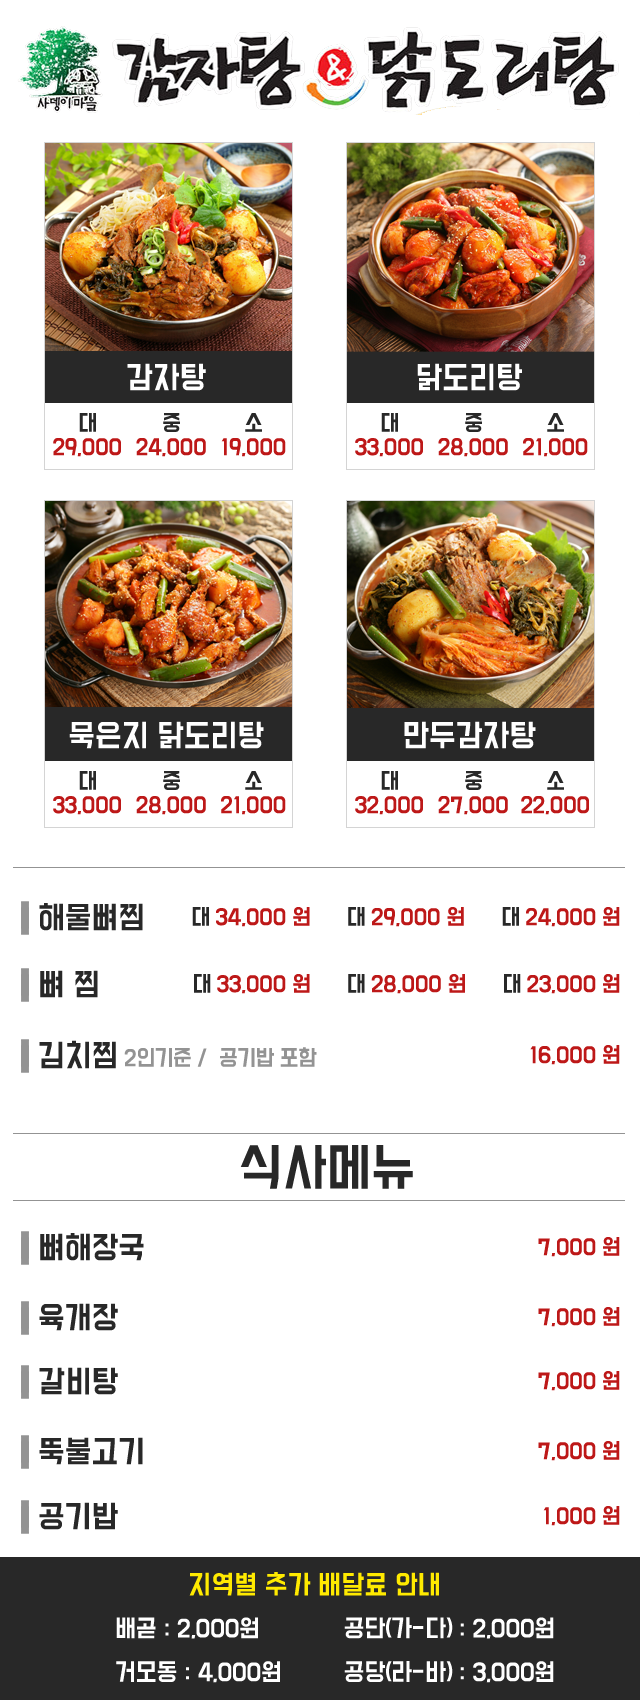 사뎅이마을
감자탕 & 닭도리탕
감자탕
대 중 소
29,000 24,000 19,000
닭도리탕
대 중 소
33,000 28,000 21,000
묵은지 닭도리탕
대 중 소
33,000 28,000 21,000
만두감자탕
대 중 소
32,000 27,000 22,000
해물뼈찜 대 34,000 원 대 29,000 원 대 24,000 원
뼈 찜 대 33,000 원 대 28,000 원 대 23,000 원
김치찜 2인기준 / 공기밥 포함 16,000 원
식사메뉴
뼈해장국 7,000 원
육개장 7,000 원
갈비탕 7,000 원
뚝불고기 7,000 원
공기밥 1,000 원
지역별 추가 배달료 안내
배곧 : 2,000원 공단(가-다) : 2,000원
거모동 : 4,000원 공당(라-바) : 3,000원